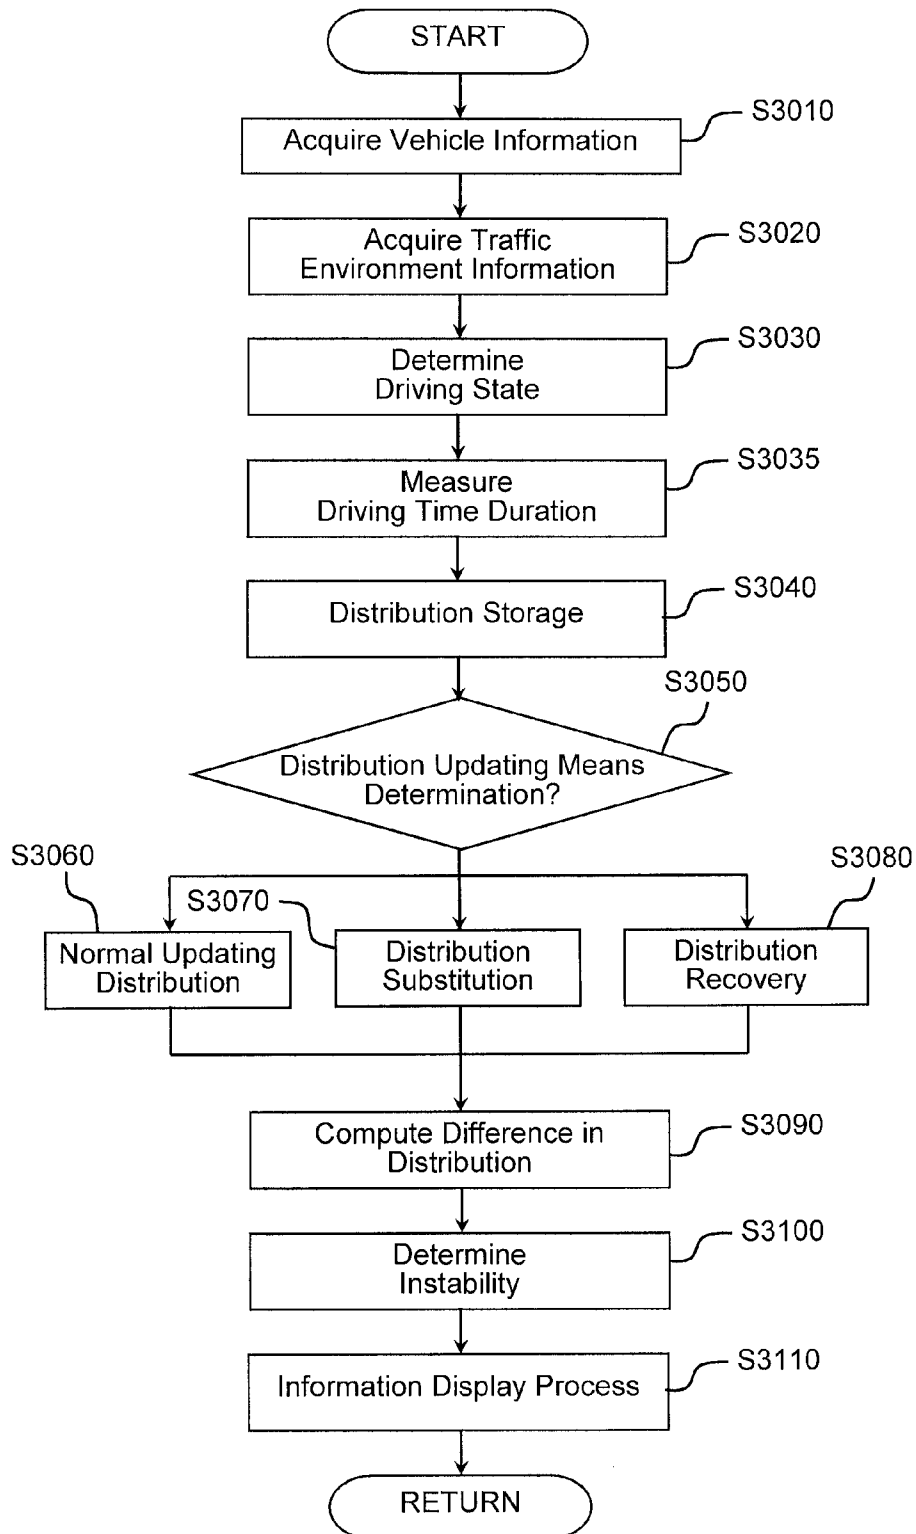 START
S3010
Acquire Vehicle Information
S3020
Acquire Traffic
Environment Information
S3030
Determine
Driving State
S3035
Measure
Driving Time Duration
S3040
Distribution Storage
S3050
Distribution Updating Means
Determination?
S3060
Normal Updating
Distribution
S3070
Distribution
Substitution
S3080
Distribution
Recovery
S3090
Compute Difference in
Distribution
S3100
Determine
Instability
S3110
Information Display Process
RETURN